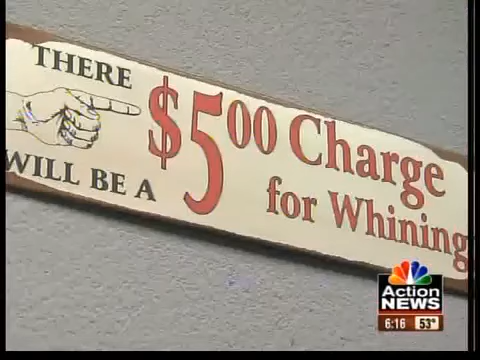 THERE
WILL BE A
$5.00 Charge
for Whining
Action
NEWS
6:16 53°